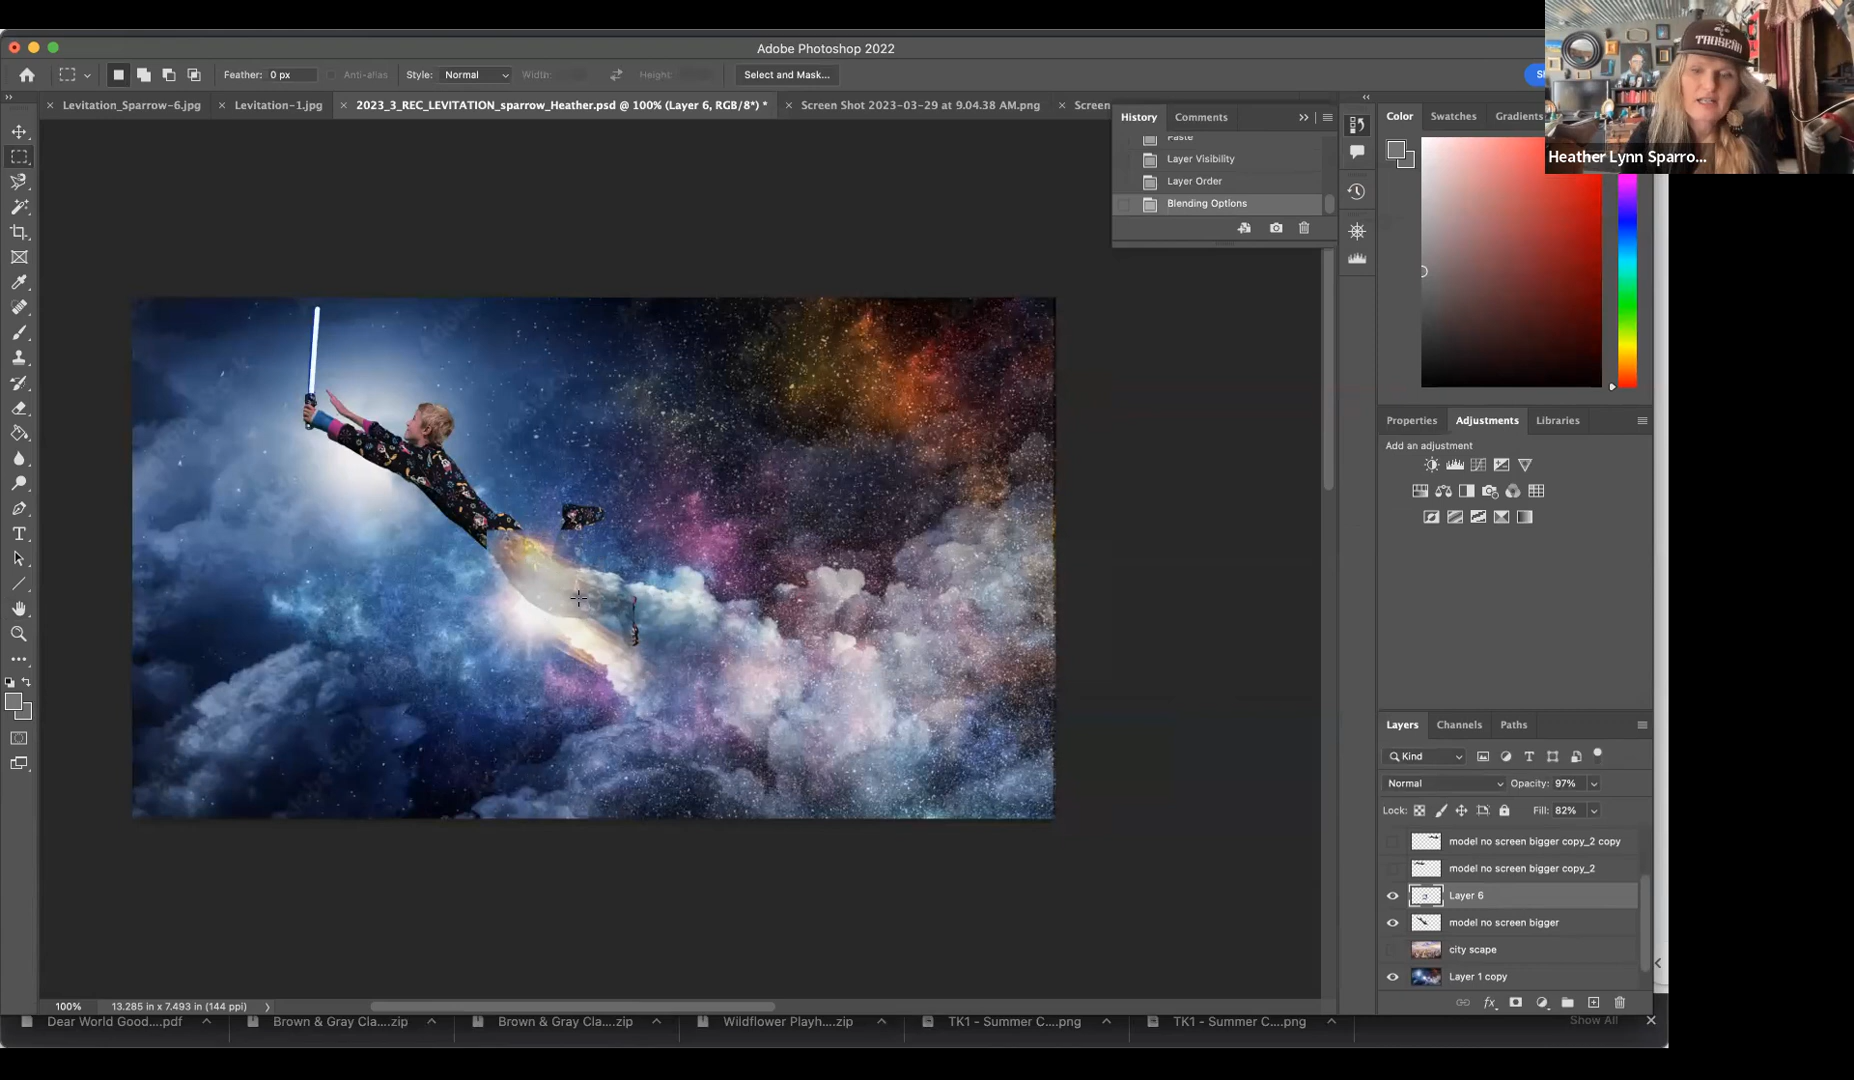 Adobe Photoshop 2022
TROSEND
Heather Lynn Sparro...
Feather: 0 px
Anti-alias
Style: Normal
Width:
Height:
Select and Mask...
Sh
Levitation_Sparrow-6.jpg
Levitation-1.jpg
2023_3_REC_LEVITATION_sparrow_Heather.psd @ 100% (Layer 6, RGB/8*) *
Screen Shot 2023-03-29 at 9.04.38 AM.png
Screen
History
Comments
Color
Swatches
Gradients
Paste
Layer Visibility
Layer Order
Blending Options
Properties
Adjustments
Libraries
Add an adjustment
Layers
Channels
Paths
Kind
Normal
Opacity: 97%
Lock:
Fill: 82%
model no screen bigger copy_2 copy
model no screen bigger copy_2
Layer 6
model no screen bigger
city scape
Layer 1 copy
fx
100%
13.285 in x 7.493 in (144 ppi)
Dear World Good....pdf
Brown & Gray Cla....zip
Brown & Gray Cla....zip
Wildflower Playh....zip
TK1 - Summer C....png
TK1 - Summer C....png
Show All